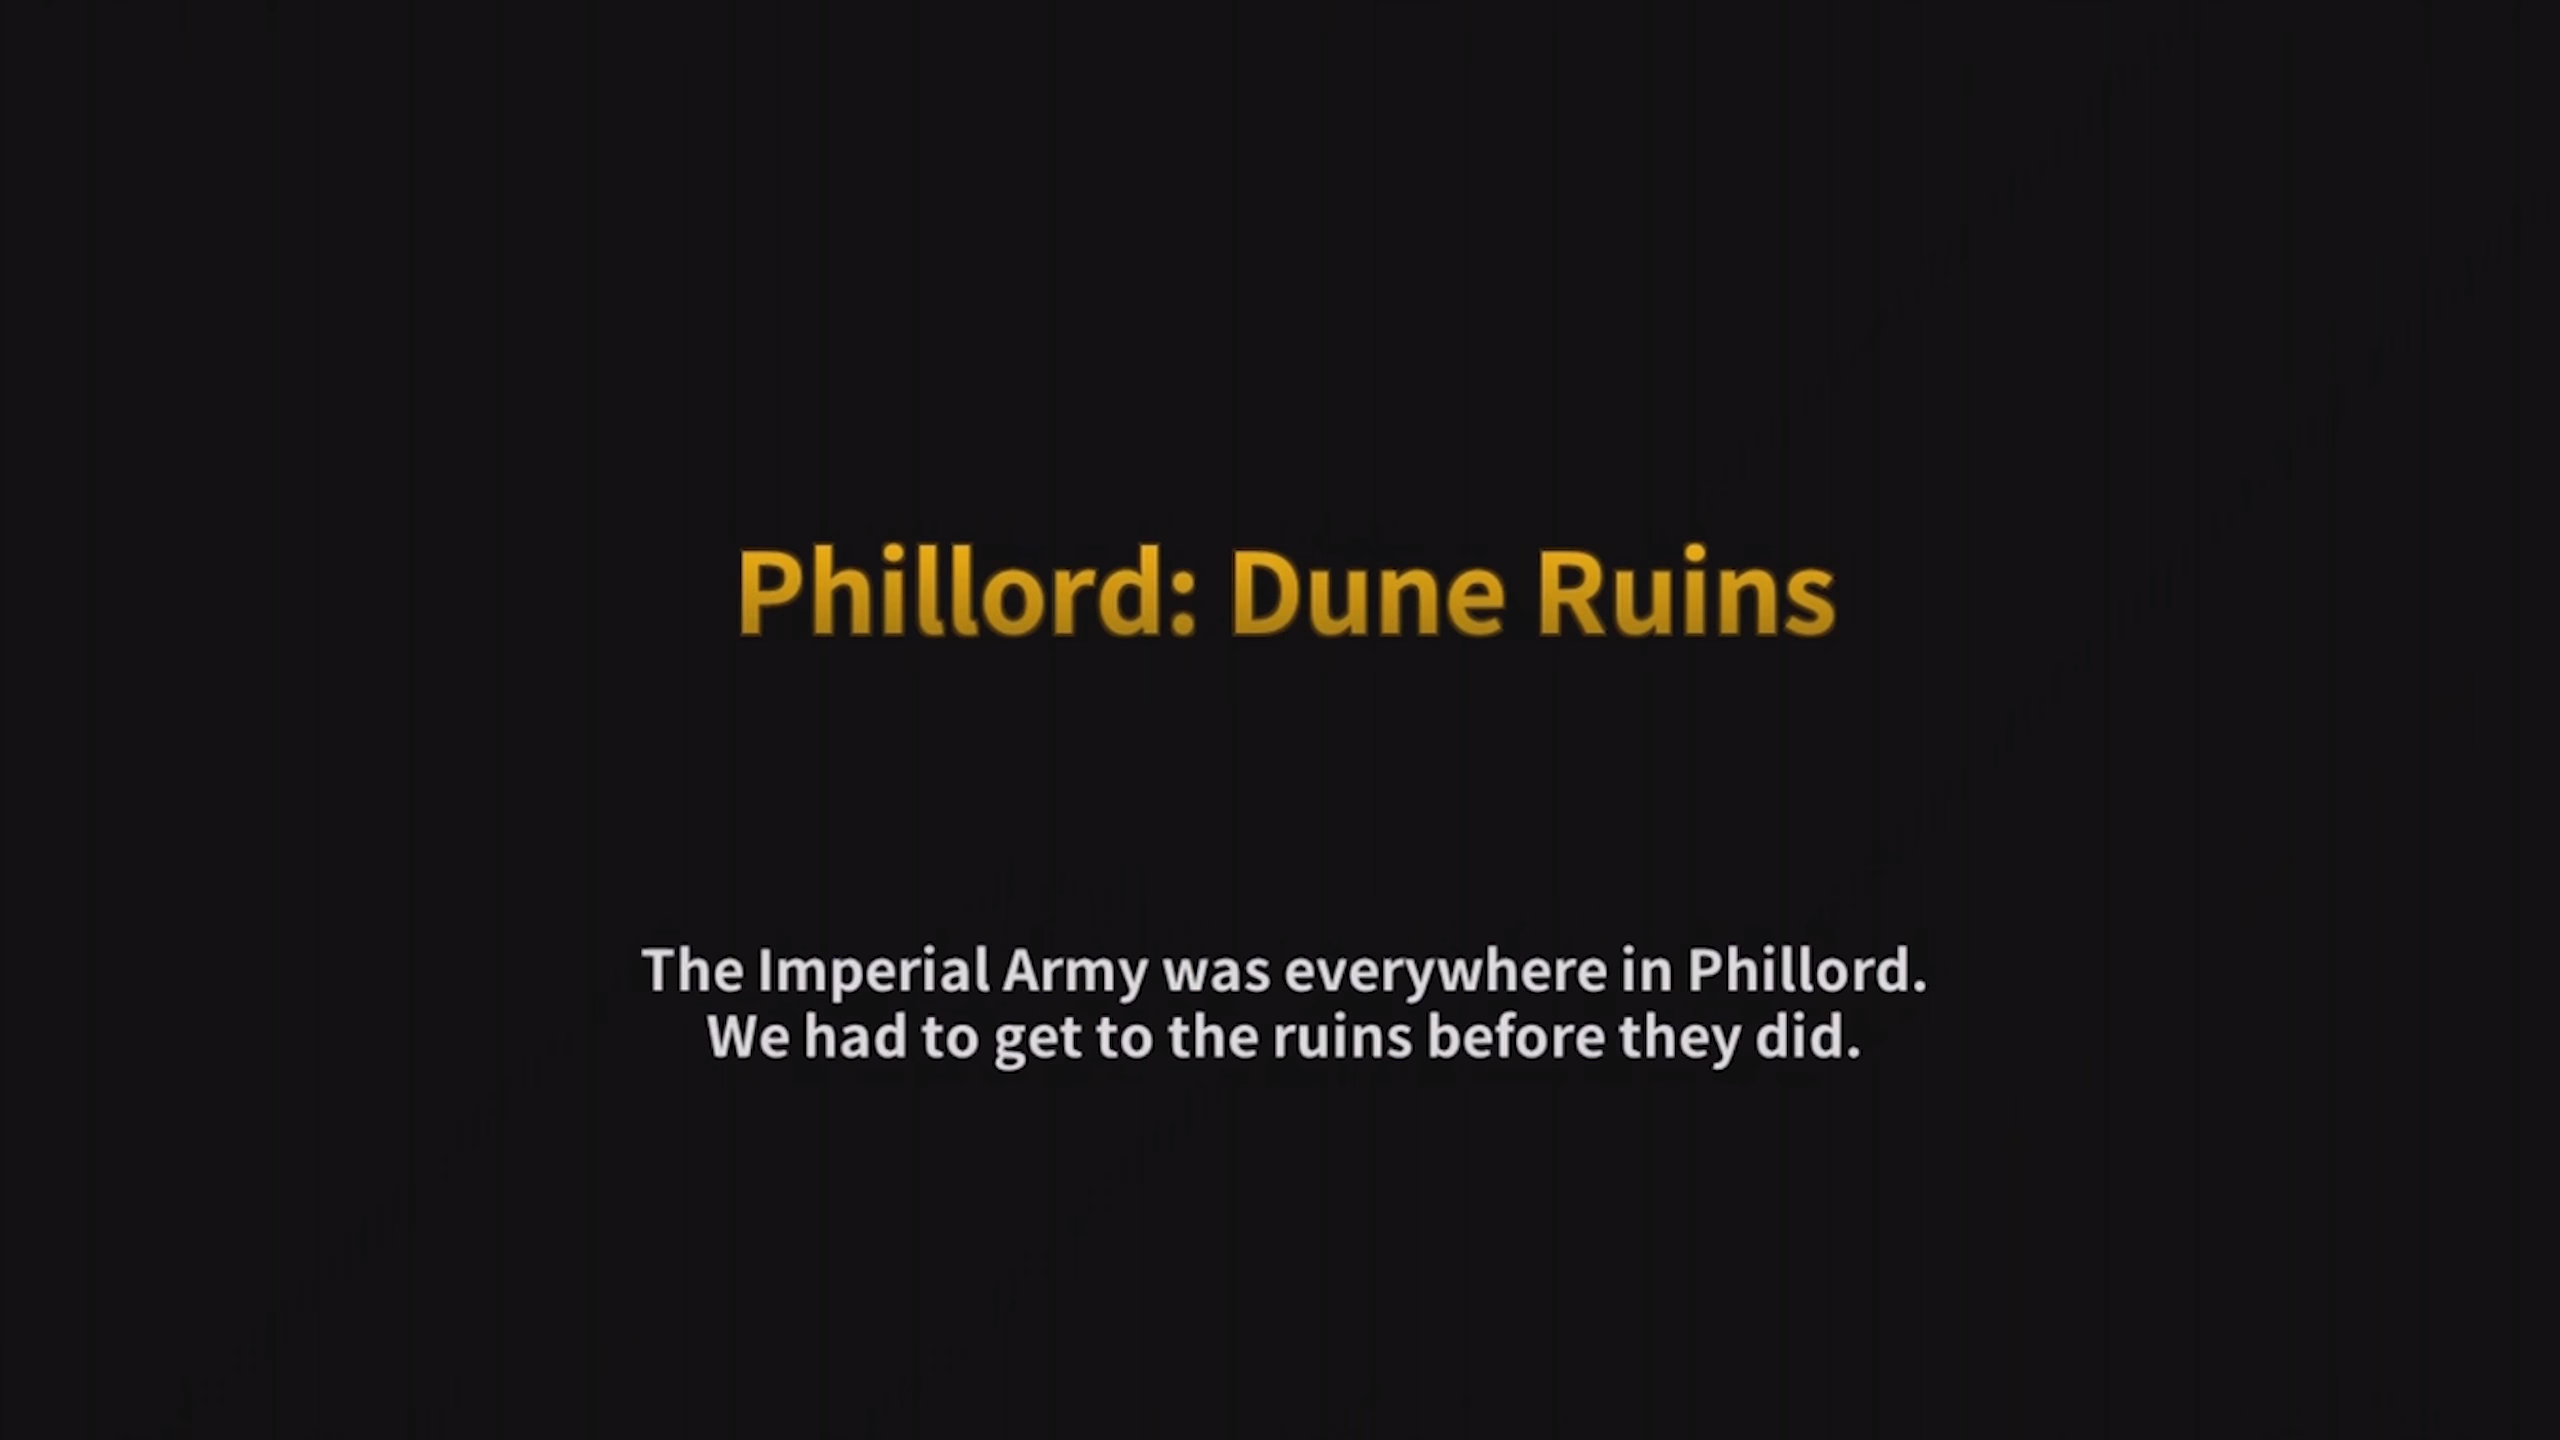 Phillord: Dune Ruins
The Imperial Army was everywhere in Phillord.
We had to get to the ruins before they did.